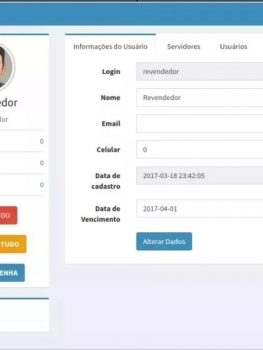 edor
dor
0
0
0
DO
TUDO
ENHA
Informações do Usuário
Servidores
Usuários
Login
revendedor
Nome
Revendedor
Email
Celular
0
Data de
cadastro
2017-03-18 23:42:05
Data de
Vencimento
2017-04-01
Alterar Dados